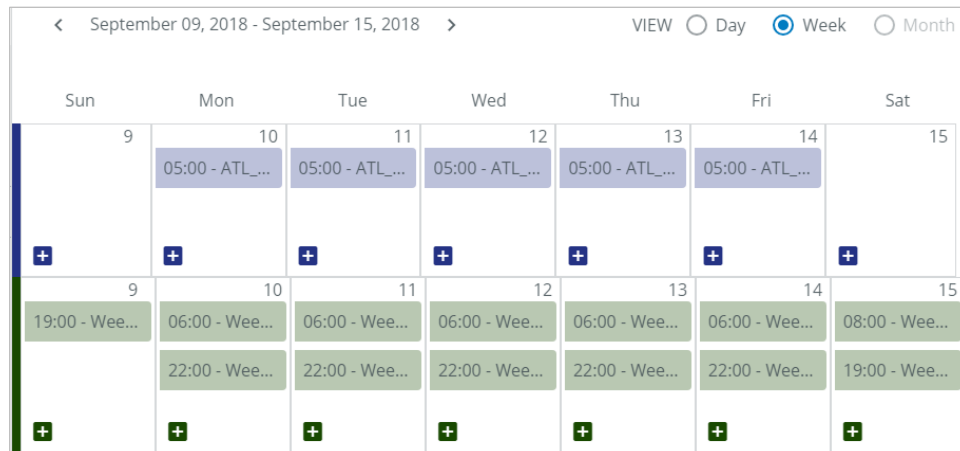 September 09, 2018 - September 15, 2018 VIEW Day Week Month
Sun Mon Tue Wed Thu Fri Sat
9 10 11 12 13 14 15
05:00 - ATL_... 05:00 - ATL_... 05:00 - ATL_... 05:00 - ATL_... 05:00 - ATL_...
9 10 11 12 13 14 15
19:00 - Wee... 06:00 - Wee... 06:00 - Wee... 06:00 - Wee... 06:00 - Wee... 06:00 - Wee... 08:00 - Wee...
22:00 - Wee... 22:00 - Wee... 22:00 - Wee... 22:00 - Wee... 22:00 - Wee... 19:00 - Wee...